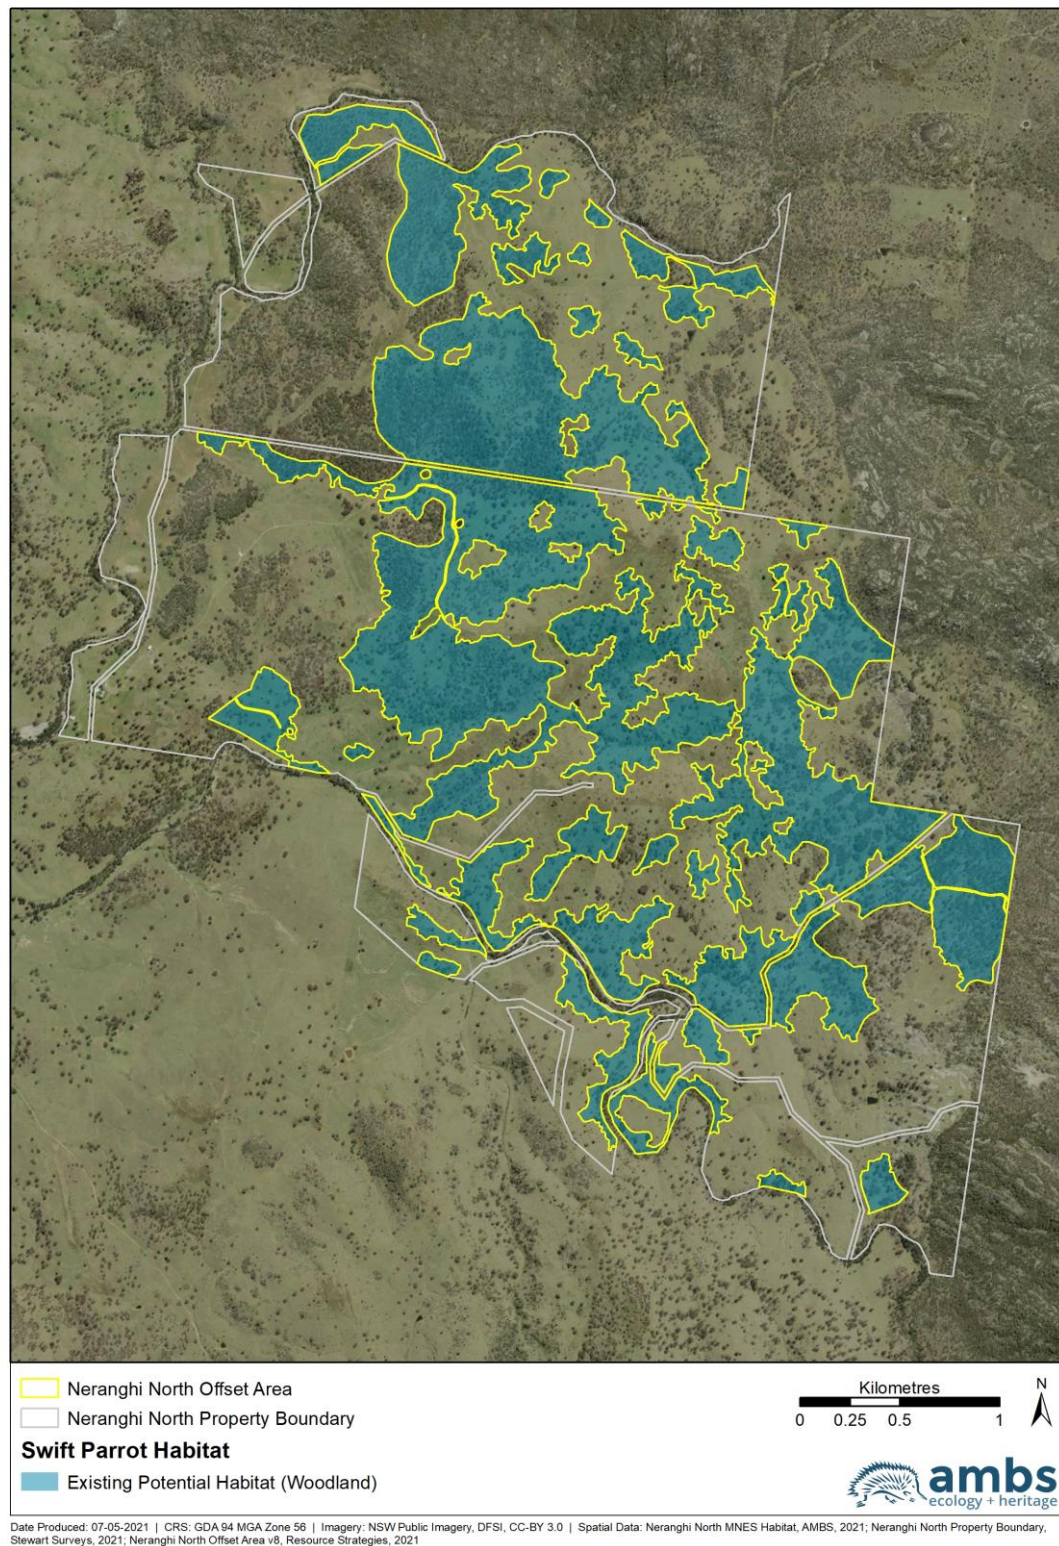 Neranghi North Offset Area
Neranghi North Property Boundary
Swift Parrot Habitat
Existing Potential Habitat (Woodland)
Kilometres
0 0.25 0.5 1
N
ambs
ecology + heritage
Date Produced: 07-05-2021 | CRS: GDA 94 MGA Zone 56 | Imagery: NSW Public Imagery, DFSI, CC-BY 3.0 | Spatial Data: Neranghi North MNES Habitat, AMBS, 2021; Neranghi North Property Boundary,
Stewart Surveys, 2021; Neranghi North Offset Area v8, Resource Strategies, 2021